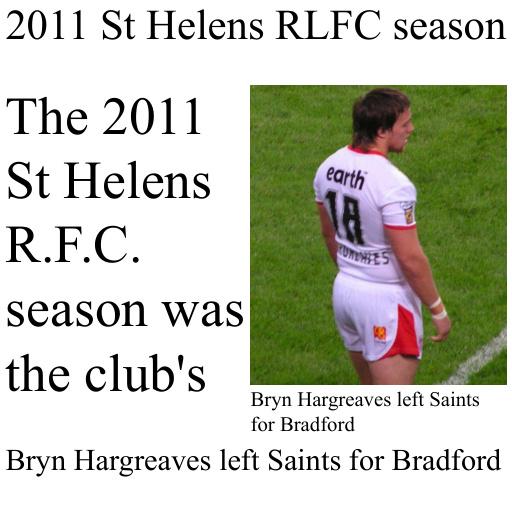 2011 St Helens RLFC season
The 2011
St Helens
R.F.C.
season was
the club's
earth
18
Bryn Hargreaves left Saints
for Bradford
Bryn Hargreaves left Saints for Bradford